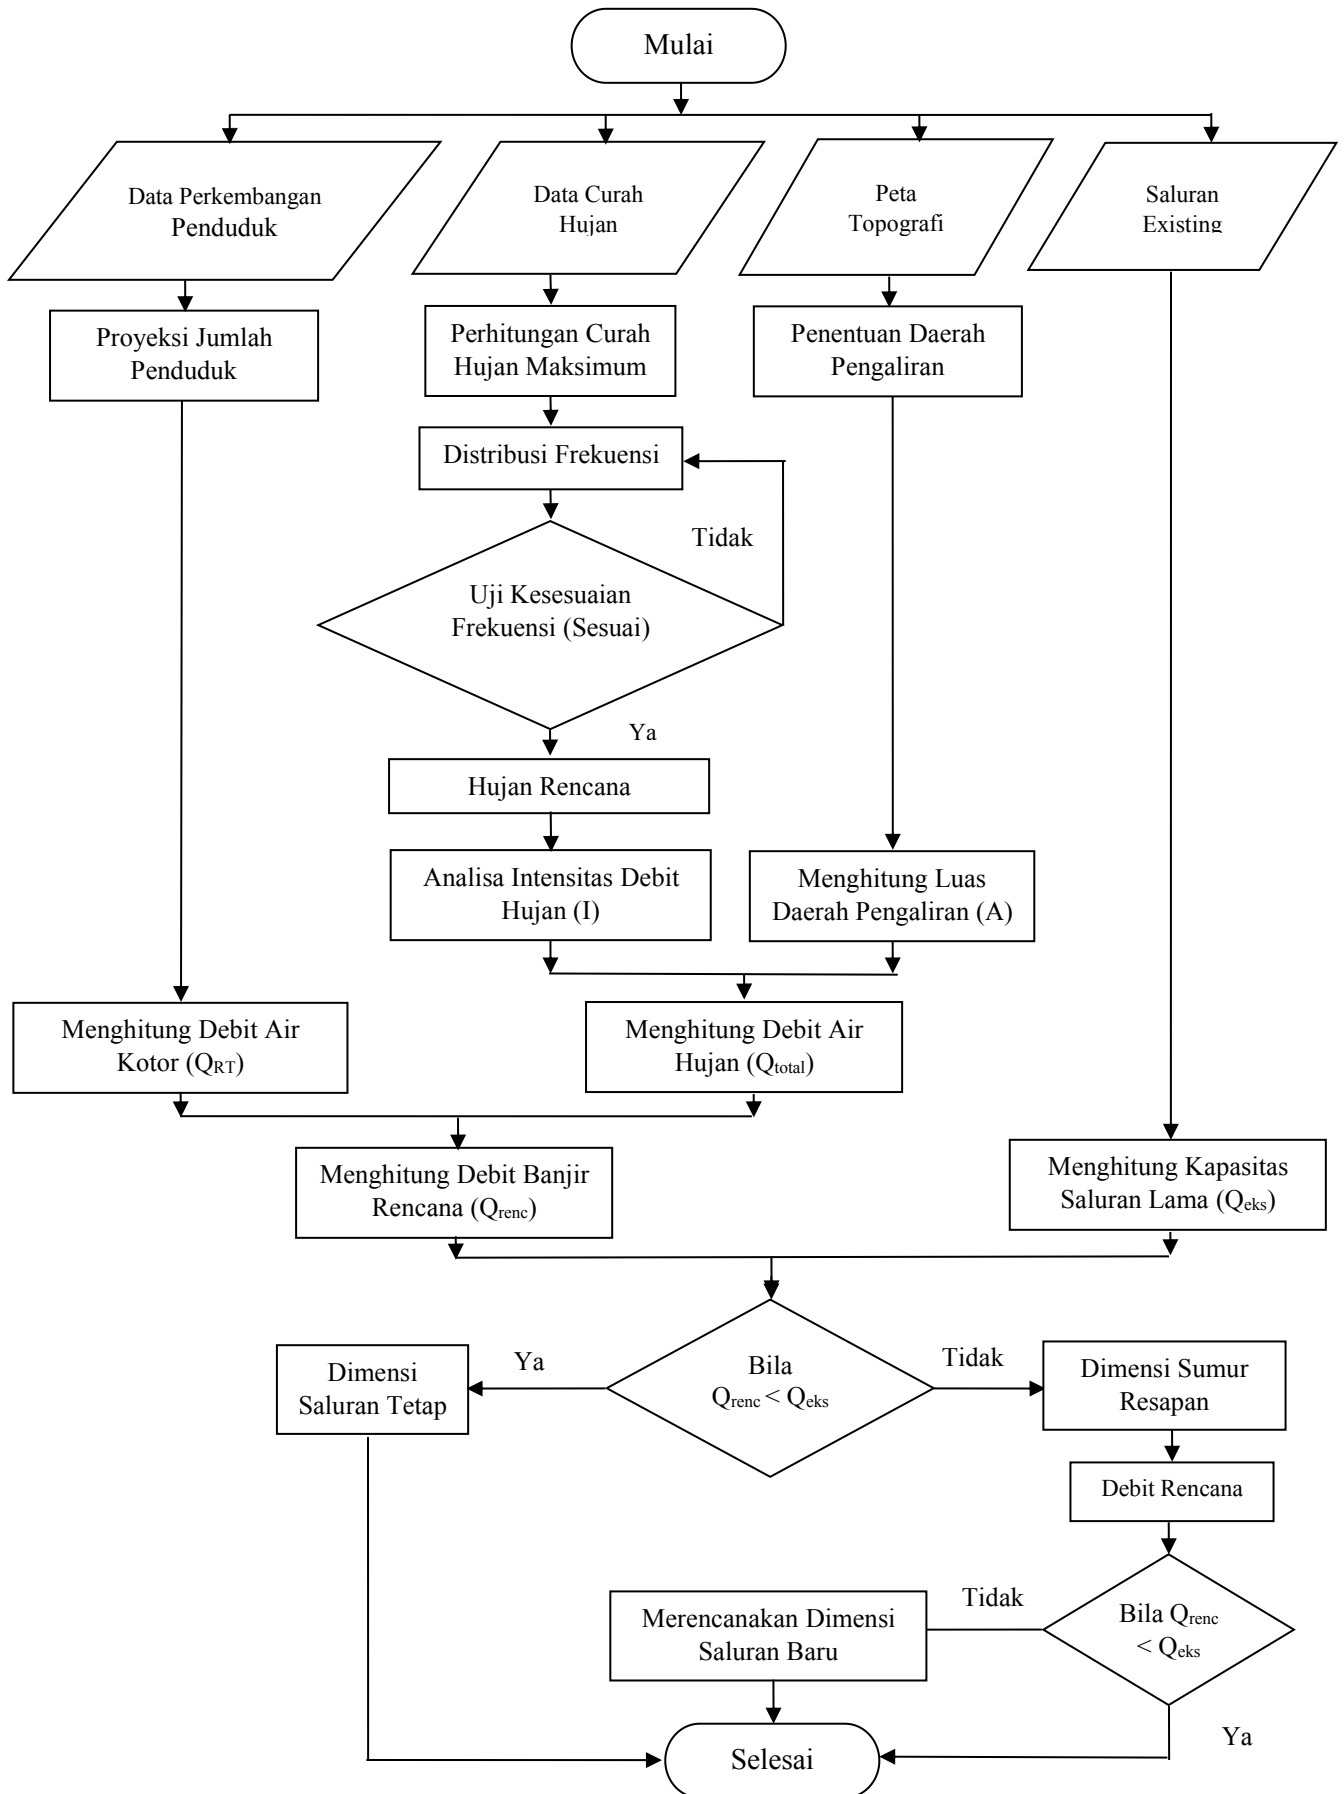 Mulai
Data Perkembangan
Penduduk
Data Curah
Hujan
Peta
Topografi
Saluran
Existing
Proyeksi Jumlah
Penduduk
Perhitungan Curah
Hujan Maksimum
Penentuan Daerah
Pengaliran
Distribusi Frekuensi
Tidak
Uji Kesesuaian
Frekuensi (Sesuai)
Ya
Hujan Rencana
Analisa Intensitas Debit
Hujan (I)
Menghitung Luas
Daerah Pengaliran (A)
Menghitung Debit Air
Kotor (QRT)
Menghitung Debit Air
Hujan (Qtotal)
Menghitung Debit Banjir
Rencana (Qrenc)
Menghitung Kapasitas
Saluran Lama (Qeks)
Dimensi
Saluran Tetap
Ya
Bila
Qrenc < Qeks
Tidak
Dimensi Sumur
Resapan
Debit Rencana
Merencanakan Dimensi
Saluran Baru
Tidak
Bila Qrenc
< Qeks
Ya
Selesai